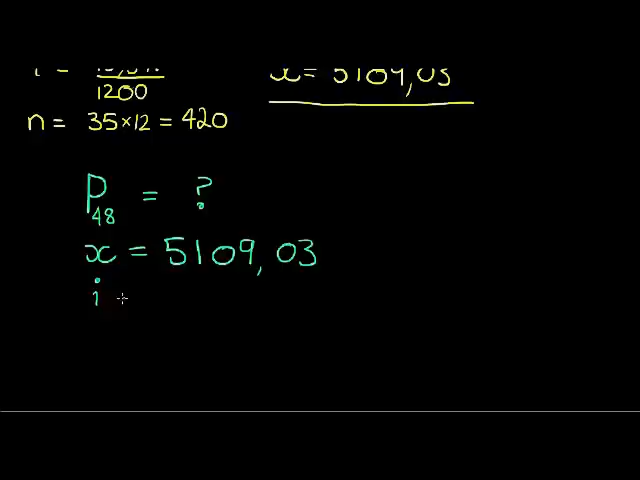 x = 5109,03
1200
n = 35×12 = 420
P48 = ?
x = 5109,03
i